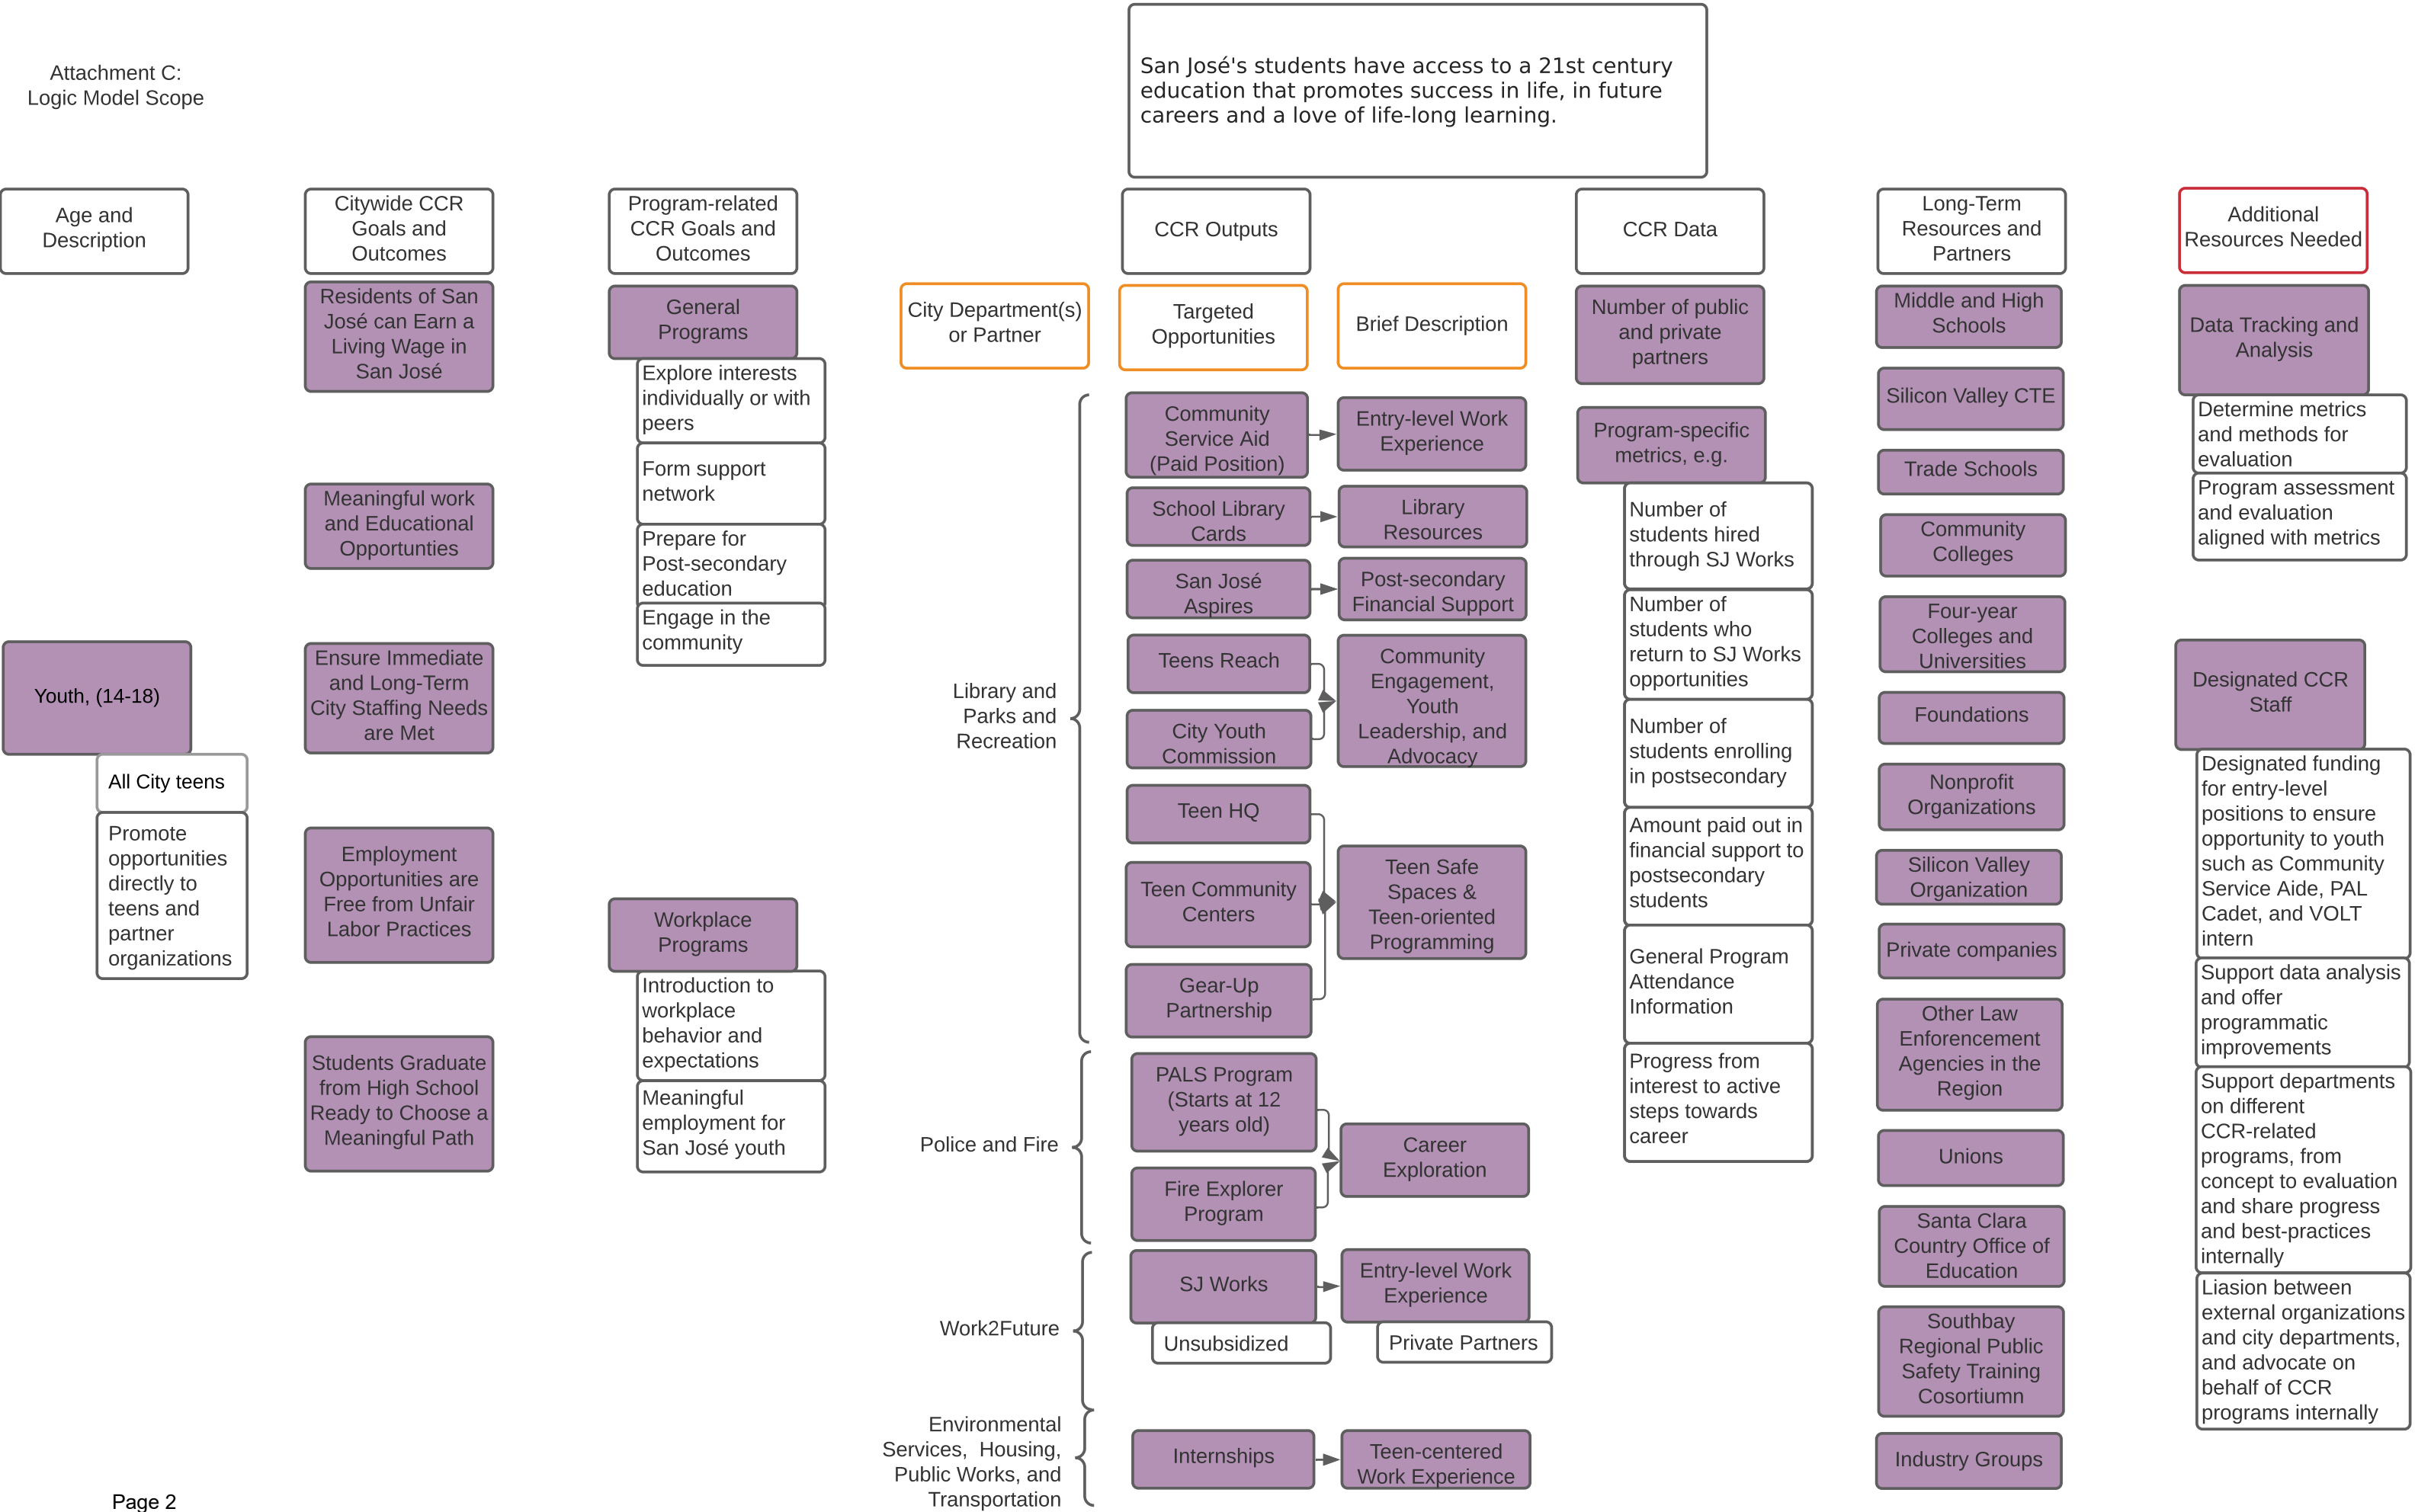 Attachment C:
Logic Model Scope
San José's students have access to a 21st century
education that promotes success in life, in future
careers and a love of life-long learning.
Age and
Description
Youth, (14-18)
All City teens
Promote
opportunities
directly to
teens and
partner
organizations
Citywide CCR
Goals and
Outcomes
Residents of San
José can Earn a
Living Wage in
San José
Meaningful work
and Educational
Opportunties
Ensure Immediate
and Long-Term
City Staffing Needs
are Met
Employment
Opportunities are
Free from Unfair
Labor Practices
Students Graduate
from High School
Ready to Choose a
Meaningful Path
Program-related
CCR Goals and
Outcomes
General
Programs
Explore interests
individually or with
peers
Form support
network
Prepare for
Post-secondary
education
Engage in the
community
Workplace
Programs
Introduction to
workplace
behavior and
expectations
Meaningful
employment for
San José youth
CCR Outputs
City Department(s)
or Partner
Targeted
Opportunities
Brief Description
Library and
Parks and
Recreation
Community
Service Aid
(Paid Position)
Entry-level Work
Experience
School Library
Cards
Library
Resources
San José
Aspires
Post-secondary
Financial Support
Teens Reach
City Youth
Commission
Community
Engagement,
Youth
Leadership, and
Advocacy
Teen HQ
Teen Community
Centers
Gear-Up
Partnership
Teen Safe
Spaces &
Teen-oriented
Programming
Police and Fire
PALS Program
(Starts at 12
years old)
Fire Explorer
Program
Career
Exploration
Work2Future
SJ Works
Unsubsidized
Entry-level Work
Experience
Private Partners
Environmental
Services,  Housing,
Public Works, and
Transportation
Internships
Teen-centered
Work Experience
CCR Data
Number of public
and private
partners
Program-specific
metrics, e.g.
Number of
students hired
through SJ Works
Number of
students who
return to SJ Works
opportunities
Number of
students enrolling
in postsecondary
Amount paid out in
financial support to
postsecondary
students
General Program
Attendance
Information
Progress from
interest to active
steps towards
career
Long-Term
Resources and
Partners
Middle and High
Schools
Silicon Valley CTE
Trade Schools
Community
Colleges
Four-year
Colleges and
Universities
Foundations
Nonprofit
Organizations
Silicon Valley
Organization
Private companies
Other Law
Enforencement
Agencies in the
Region
Unions
Santa Clara
Country Office of
Education
Southbay
Regional Public
Safety Training
Cosortiumn
Industry Groups
Additional
Resources Needed
Data Tracking and
Analysis
Determine metrics
and methods for
evaluation
Program assessment
and evaluation
aligned with metrics
Designated CCR
Staff
Designated funding
for entry-level
positions to ensure
opportunity to youth
such as Community
Service Aide, PAL
Cadet, and VOLT
intern
Support data analysis
and offer
programmatic
improvements
Support departments
on different
CCR-related
programs, from
concept to evaluation
and share progress
and best-practices
internally
Liasion between
external organizations
and city departments,
and advocate on
behalf of CCR
programs internally
Page 2